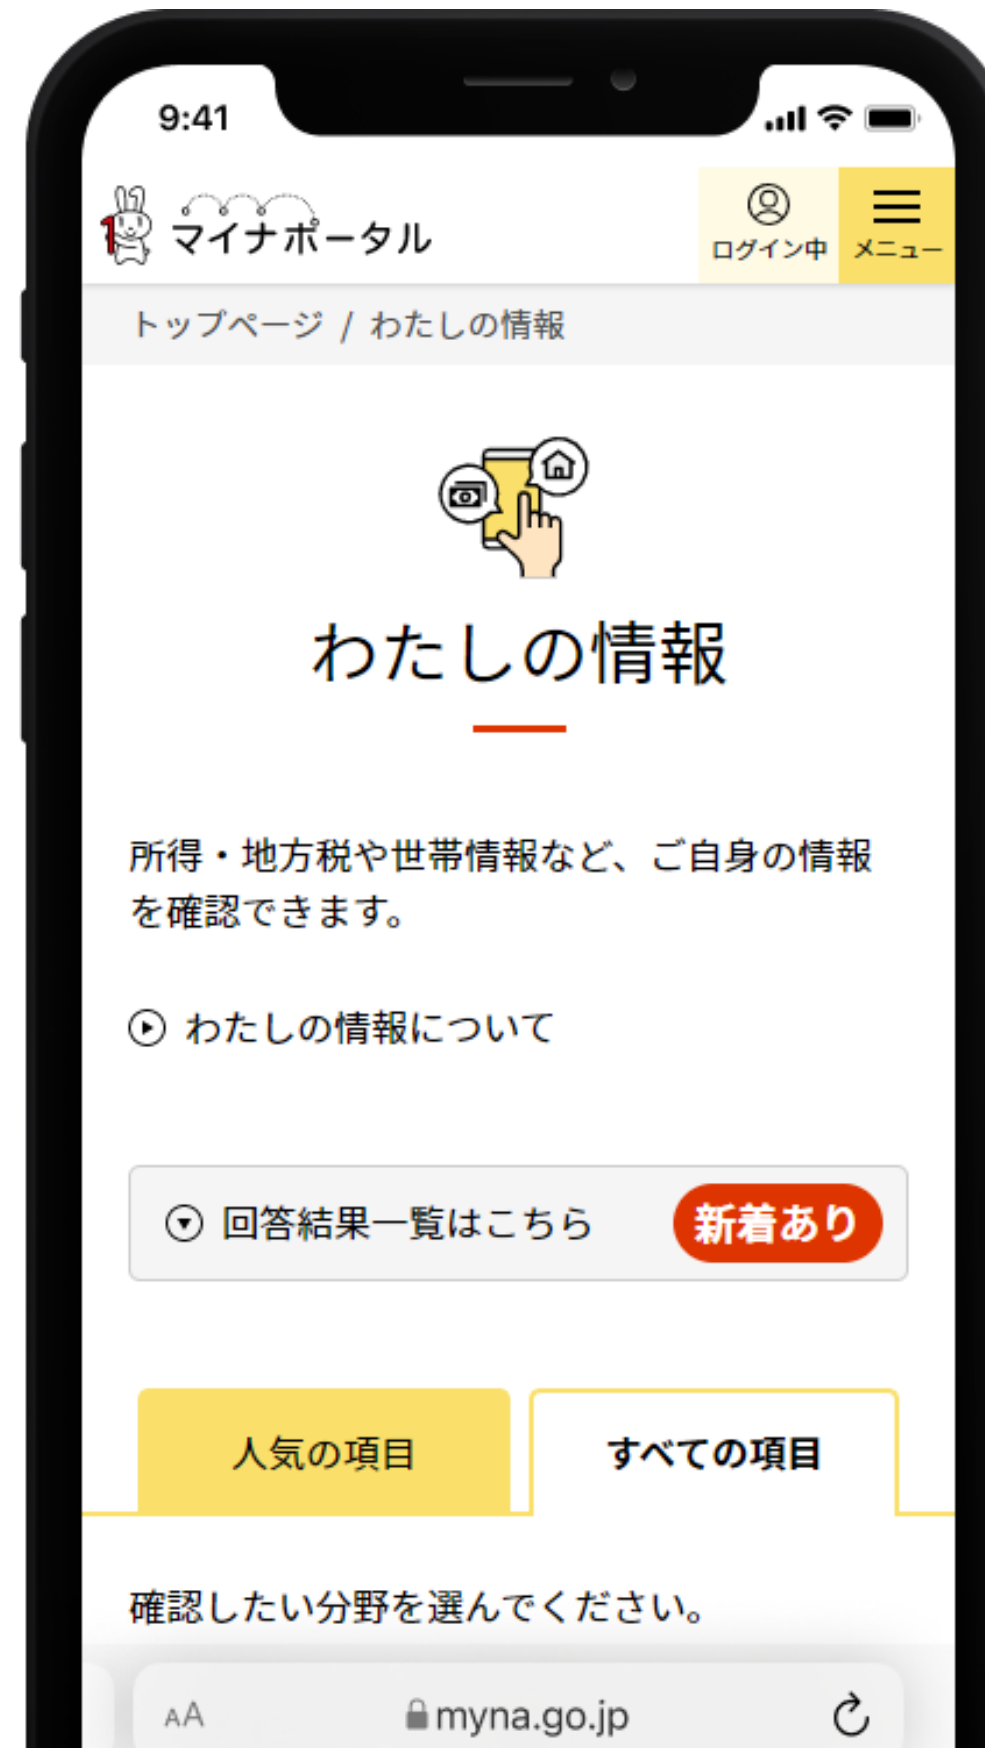 9:41
マイナポータル
ログイン中
メニュー
トップページ / わたしの情報
わたしの情報
所得・地方税や世帯情報など、ご自身の情報
を確認できます。
わたしの情報について
回答結果一覧はこちら
新着あり
人気の項目
すべての項目
確認したい分野を選んでください。
AA
myna.go.jp